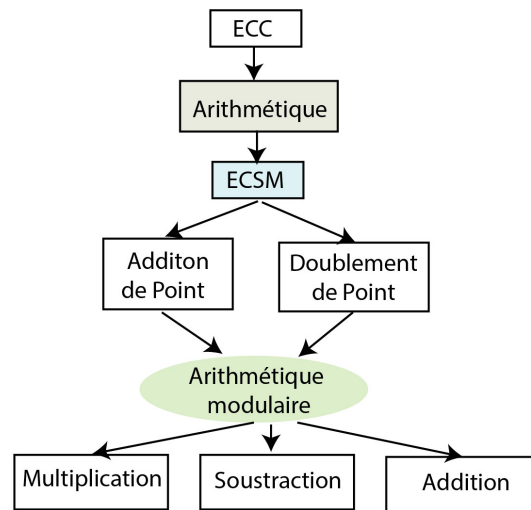 ECC
Arithmétique
ECSM
Additon
de Point
Doublement
de Point
Arithmétique
modulaire
Multiplication
Soustraction
Addition